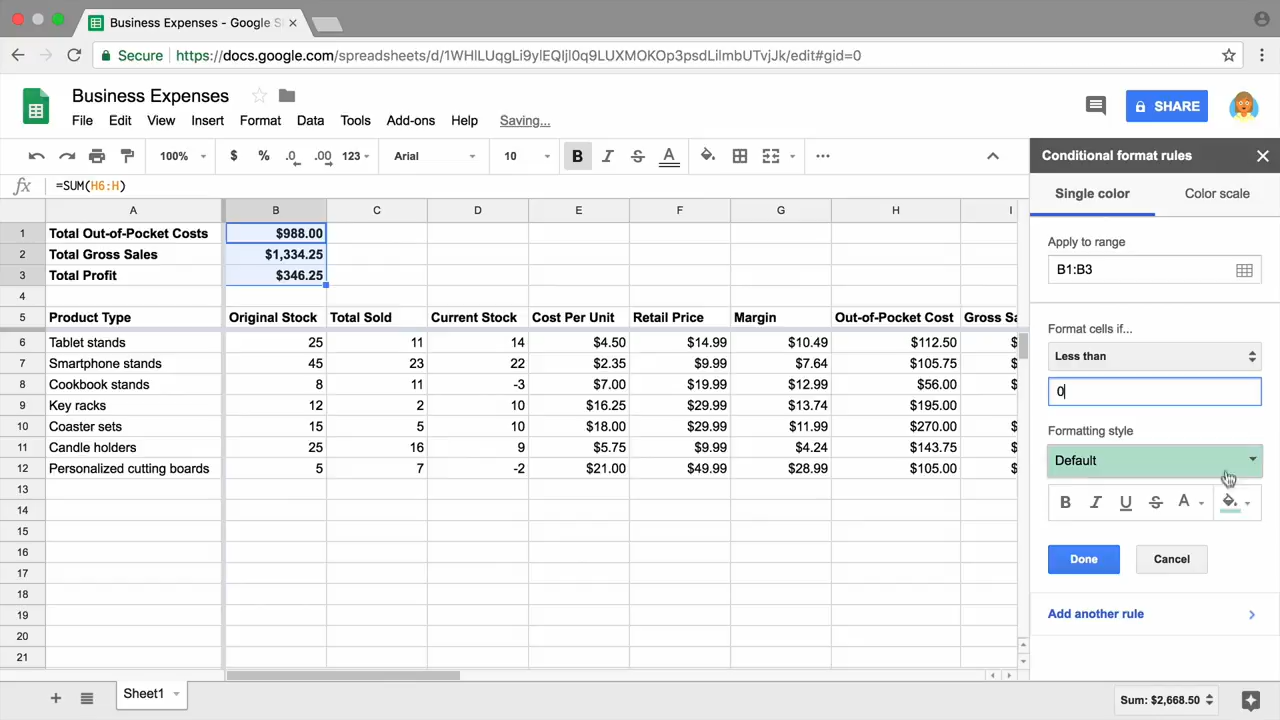 Business Expenses - Google S
Secure https://docs.google.com/spreadsheets/d/1WHlLUqgLi9ylEQljl0q9LUXMOKOp3psdLilmbUTvjJk/edit#gid=0
Business Expenses
File Edit View Insert Format Data Tools Add-ons Help Saving...
SHARE
100% $ % .0 .00 123 Arial 10 B I S A
fx =SUM(H6:H)
A B C D E F G H I
1 Total Out-of-Pocket Costs $988.00
2 Total Gross Sales $1,334.25
3 Total Profit $346.25
4
5 Product Type Original Stock Total Sold Current Stock Cost Per Unit Retail Price Margin Out-of-Pocket Cost Gross Sa
6 Tablet stands 25 11 14 $4.50 $14.99 $10.49 $112.50 $
7 Smartphone stands 45 23 22 $2.35 $9.99 $7.64 $105.75 $
8 Cookbook stands 8 11 -3 $7.00 $19.99 $12.99 $56.00 $
9 Key racks 12 2 10 $16.25 $29.99 $13.74 $195.00
10 Coaster sets 15 5 10 $18.00 $29.99 $11.99 $270.00 $
11 Candle holders 25 16 9 $5.75 $9.99 $4.24 $143.75 $
12 Personalized cutting boards 5 7 -2 $21.00 $49.99 $28.99 $105.00 $
13
14
15
16
17
18
19
20
21
Sheet1
Conditional format rules
Single color Color scale
Apply to range
B1:B3
Format cells if...
Less than
0
Formatting style
Default
B I U S A
Done Cancel
Add another rule
Sum: $2,668.50